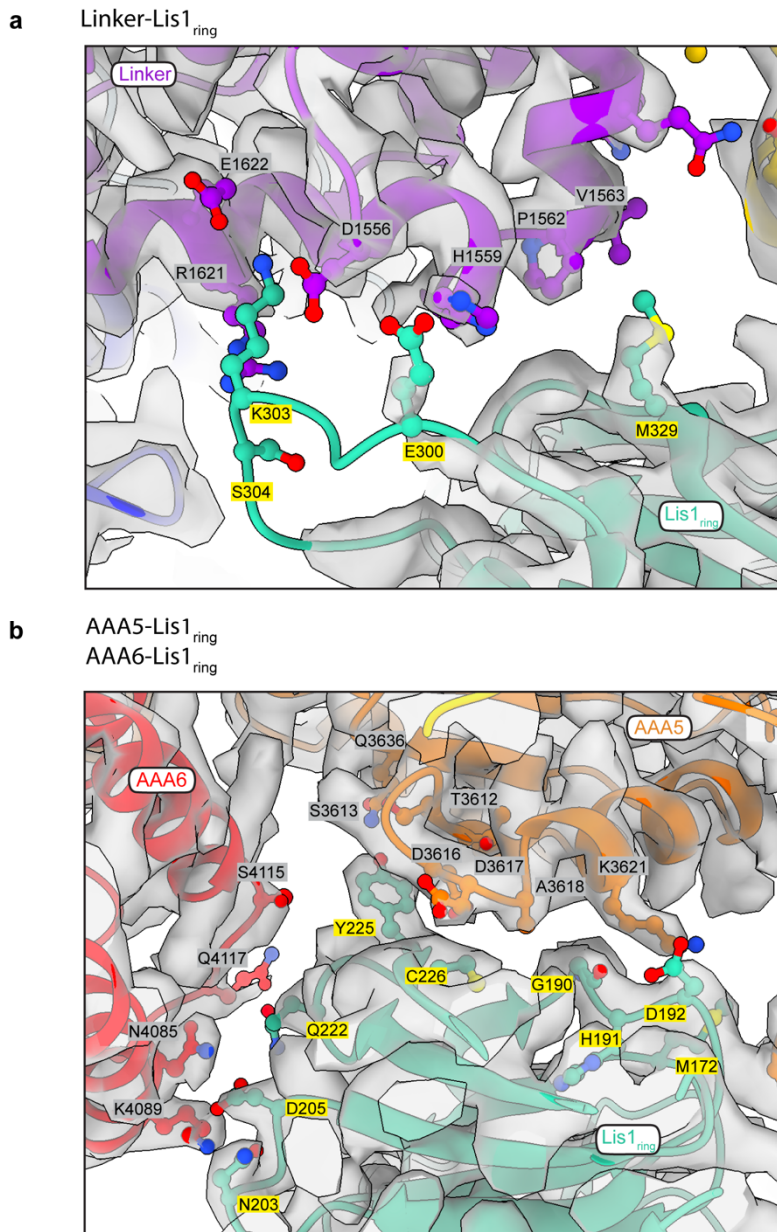 a Linker-Lis1ring
Linker
E1622
D1556
P1562
V1563
H1559
R1621
K303
E300
M329
S304
Lis1ring
b AAA5-Lis1ring
AAA6-Lis1ring
AAA5
Q3636
AAA6
T3612
S3613
D3616
D3617
K3621
S4115
A3618
Y225
Q4117
C226
G190
D192
N4085
Q222
H191
M172
K4089
D205
Lis1ring
N203